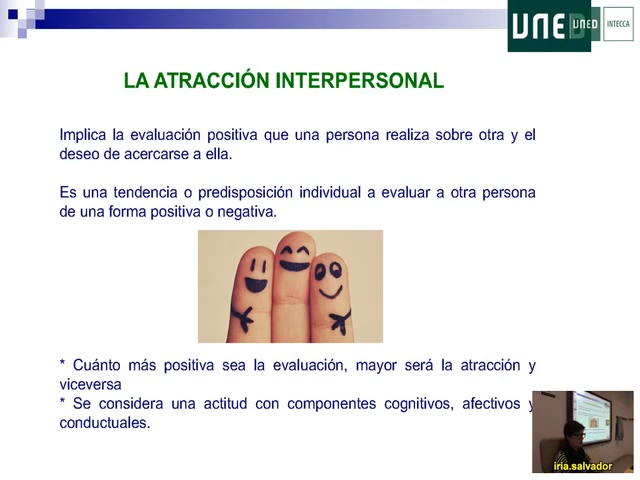 UNED
UNED
INTECCA
LA ATRACCIÓN INTERPERSONAL
Implica la evaluación positiva que una persona realiza sobre otra y el
deseo de acercarse a ella.
Es una tendencia o predisposición individual a evaluar a otra persona
de una forma positiva o negativa.
* Cuánto más positiva sea la evaluación, mayor será la atracción y
viceversa
* Se considera una actitud con componentes cognitivos, afectivos y
conductuales.
iria.salvador